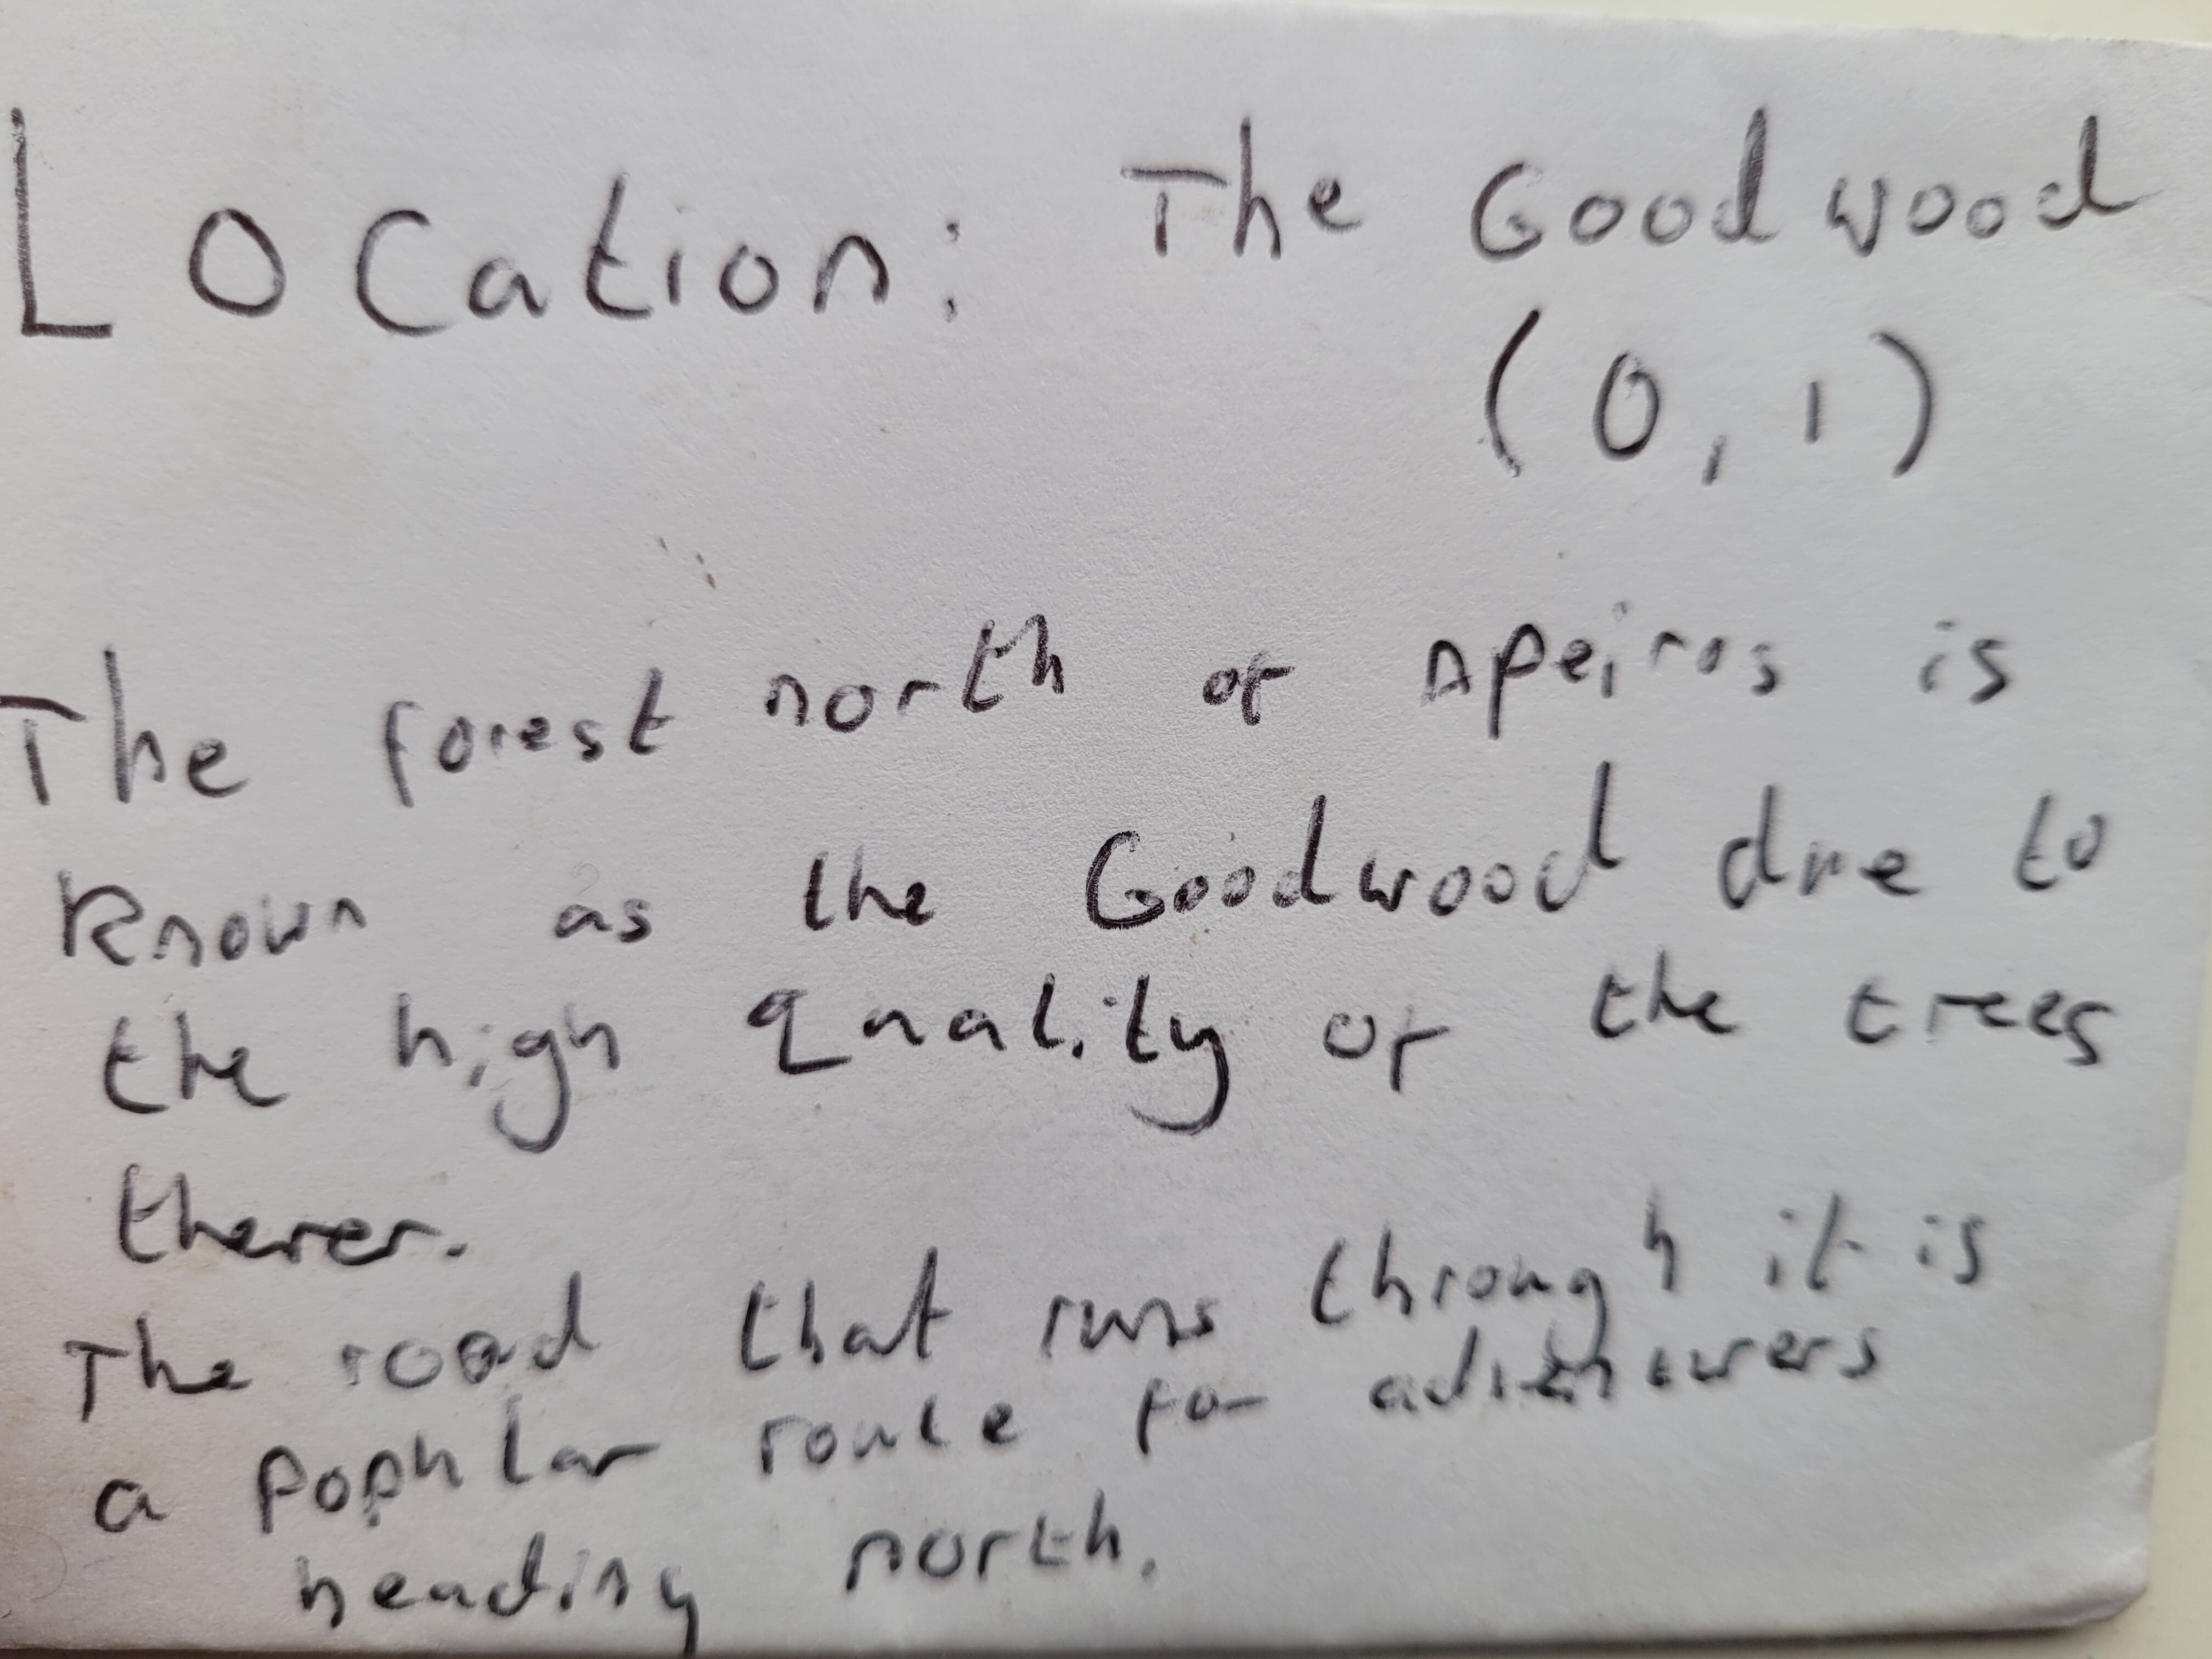 Location: The Goodwood
(0,1)
The forest north of Apeiros is
known as the Goodwood due to
the high quality of the trees
therer.
The road that runs through it is
a popular route for adventurers
heading north.